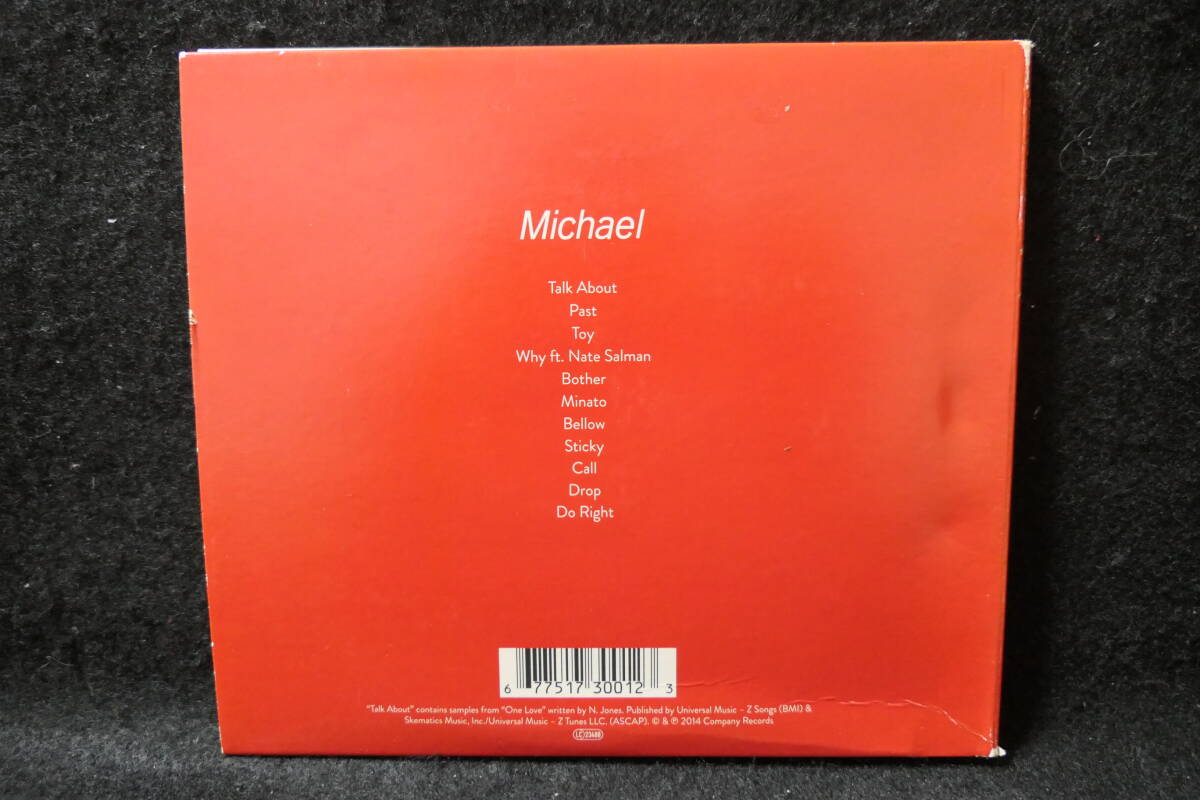 Michael
Talk About
Past
Toy
Why ft. Nate Salman
Bother
Minato
Bellow
Sticky
Call
Drop
Do Right
6 77517 30012 3
“Talk About” contains samples from “One Love” written by N. Jones. Published by Universal Music – Z Songs (BMI) &
Skematics Music, Inc./Universal Music – Z Tunes LLC. (ASCAP). © & ℗ 2014 Company Records
LC 23488